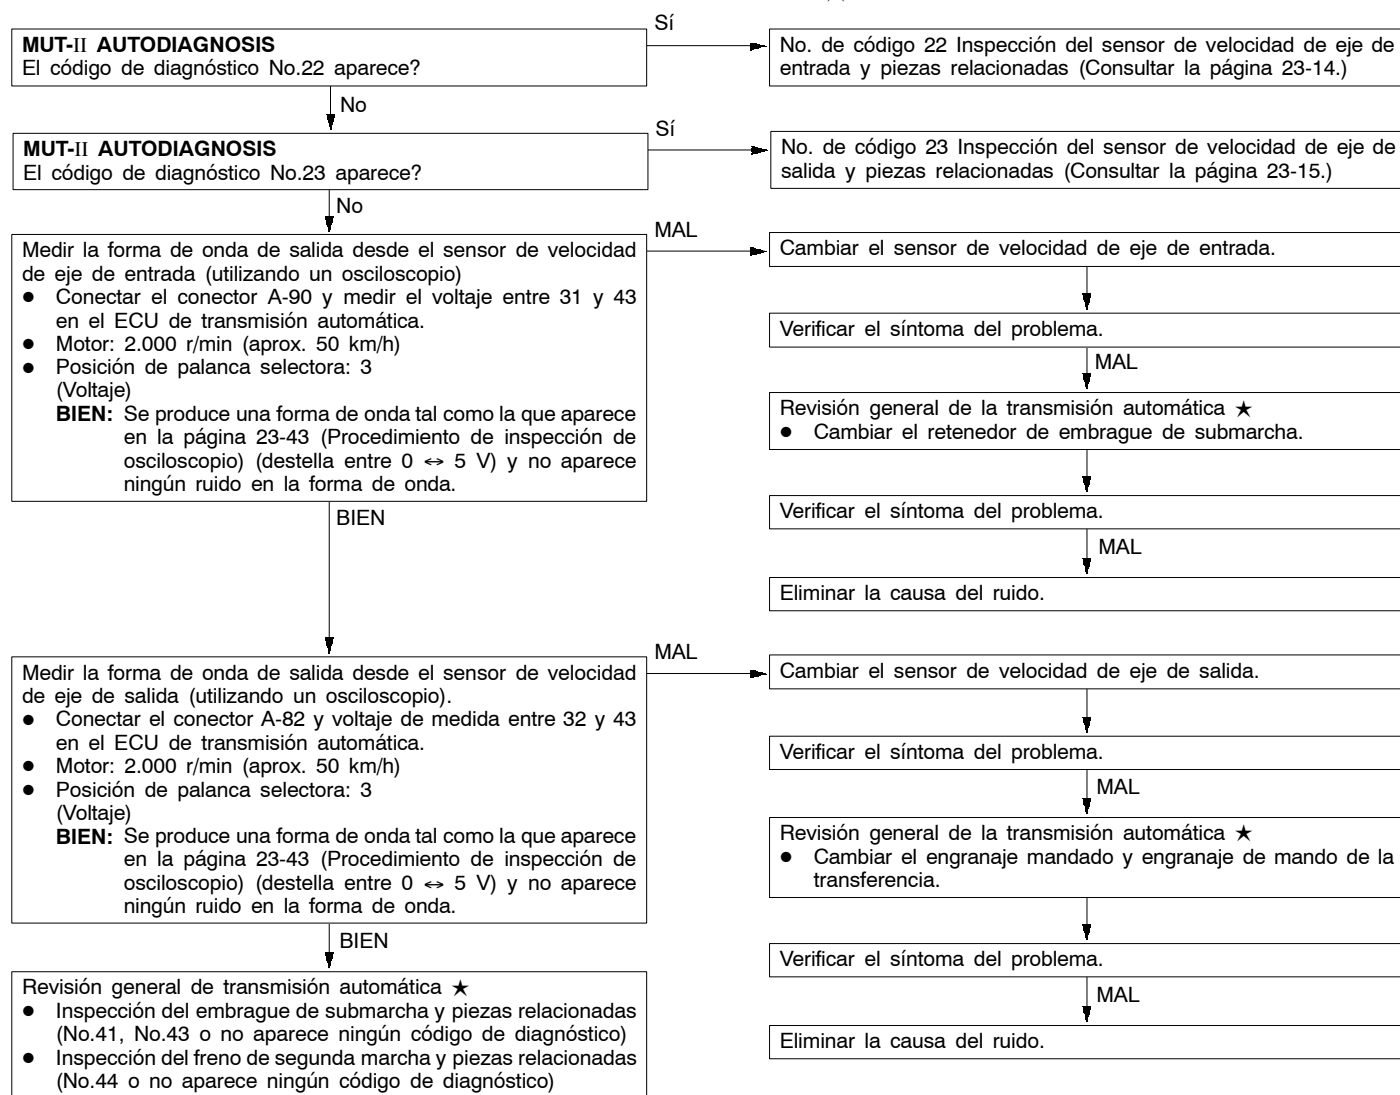 MUT-II AUTODIAGNOSIS
El código de diagnóstico No.22 aparece?
Sí
No. de código 22 Inspección del sensor de velocidad de eje de
entrada y piezas relacionadas (Consultar la página 23-14.)
No
MUT-II AUTODIAGNOSIS
El código de diagnóstico No.23 aparece?
Sí
No. de código 23 Inspección del sensor de velocidad de eje de
salida y piezas relacionadas (Consultar la página 23-15.)
No
Medir la forma de onda de salida desde el sensor de velocidad
de eje de entrada (utilizando un osciloscopio)
● Conectar el conector A-90 y medir el voltaje entre 31 y 43
en el ECU de transmisión automática.
● Motor: 2.000 r/min (aprox. 50 km/h)
● Posición de palanca selectora: 3
(Voltaje)
BIEN: Se produce una forma de onda tal como la que aparece
en la página 23-43 (Procedimiento de inspección de
osciloscopio) (destella entre 0 ↔ 5 V) y no aparece
ningún ruido en la forma de onda.
MAL
Cambiar el sensor de velocidad de eje de entrada.
Verificar el síntoma del problema.
MAL
Revisión general de la transmisión automática ★
● Cambiar el retenedor de embrague de submarcha.
Verificar el síntoma del problema.
MAL
Eliminar la causa del ruido.
BIEN
Medir la forma de onda de salida desde el sensor de velocidad
de eje de salida (utilizando un osciloscopio).
● Conectar el conector A-82 y voltaje de medida entre 32 y 43
en el ECU de transmisión automática.
● Motor: 2.000 r/min (aprox. 50 km/h)
● Posición de palanca selectora: 3
(Voltaje)
BIEN: Se produce una forma de onda tal como la que aparece
en la página 23-43 (Procedimiento de inspección de
osciloscopio) (destella entre 0 ↔ 5 V) y no aparece
ningún ruido en la forma de onda.
MAL
Cambiar el sensor de velocidad de eje de salida.
Verificar el síntoma del problema.
MAL
Revisión general de la transmisión automática ★
● Cambiar el engranaje mandado y engranaje de mando de la
transferencia.
Verificar el síntoma del problema.
MAL
Eliminar la causa del ruido.
BIEN
Revisión general de transmisión automática ★
● Inspección del embrague de submarcha y piezas relacionadas
(No.41, No.43 o no aparece ningún código de diagnóstico)
● Inspección del freno de segunda marcha y piezas relacionadas
(No.44 o no aparece ningún código de diagnóstico)